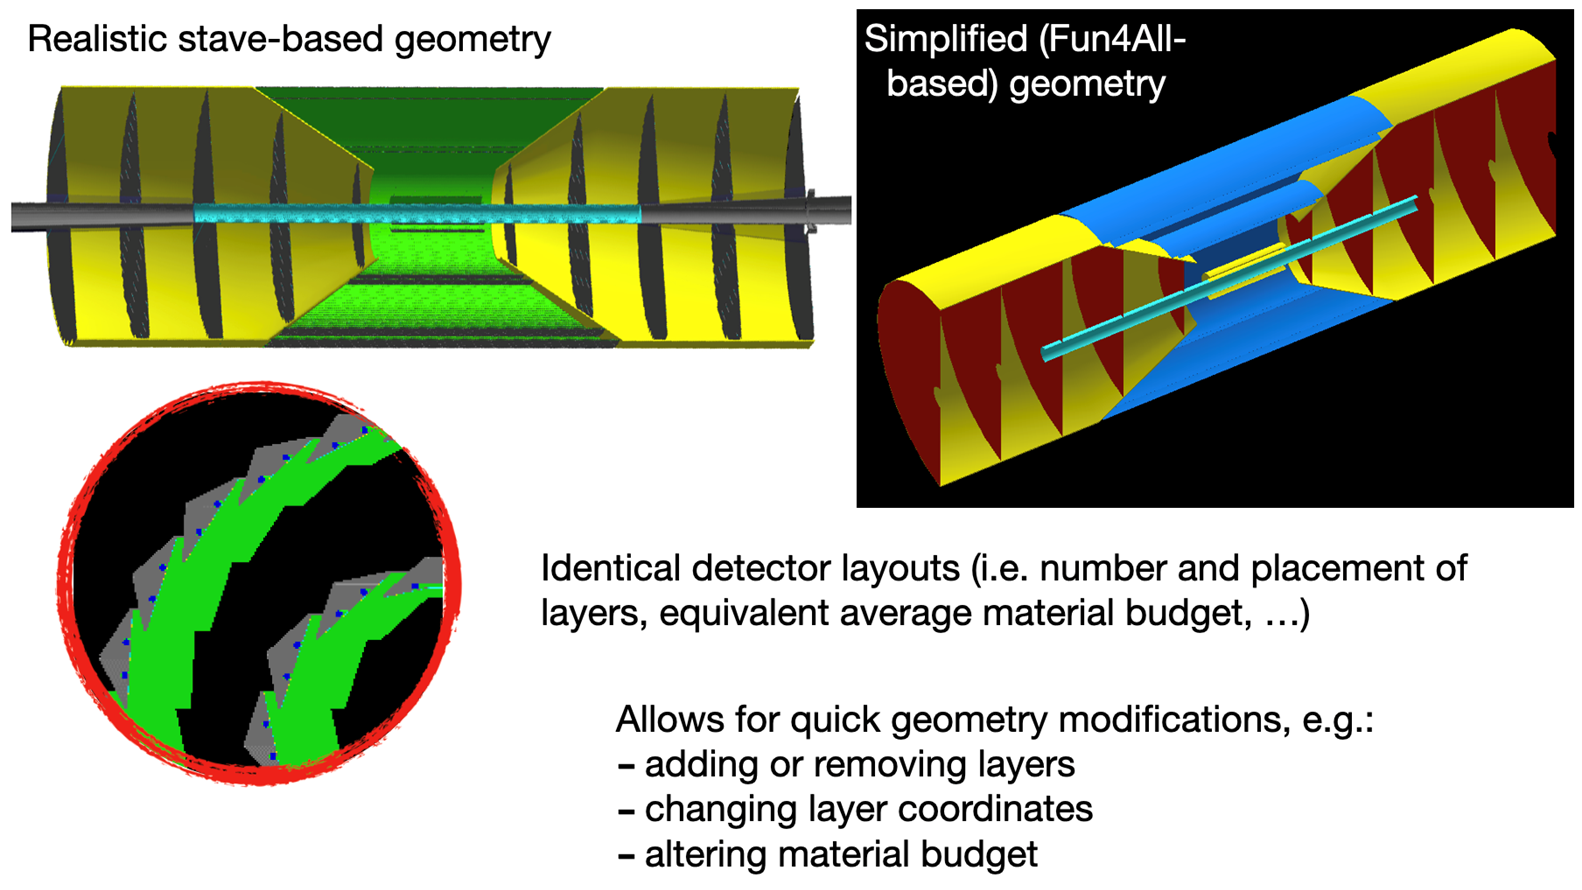 Realistic stave-based geometry
Simplified (Fun4All-
based) geometry
Identical detector layouts (i.e. number and placement of
layers, equivalent average material budget, …)
Allows for quick geometry modifications, e.g.:
– adding or removing layers
– changing layer coordinates
– altering material budget